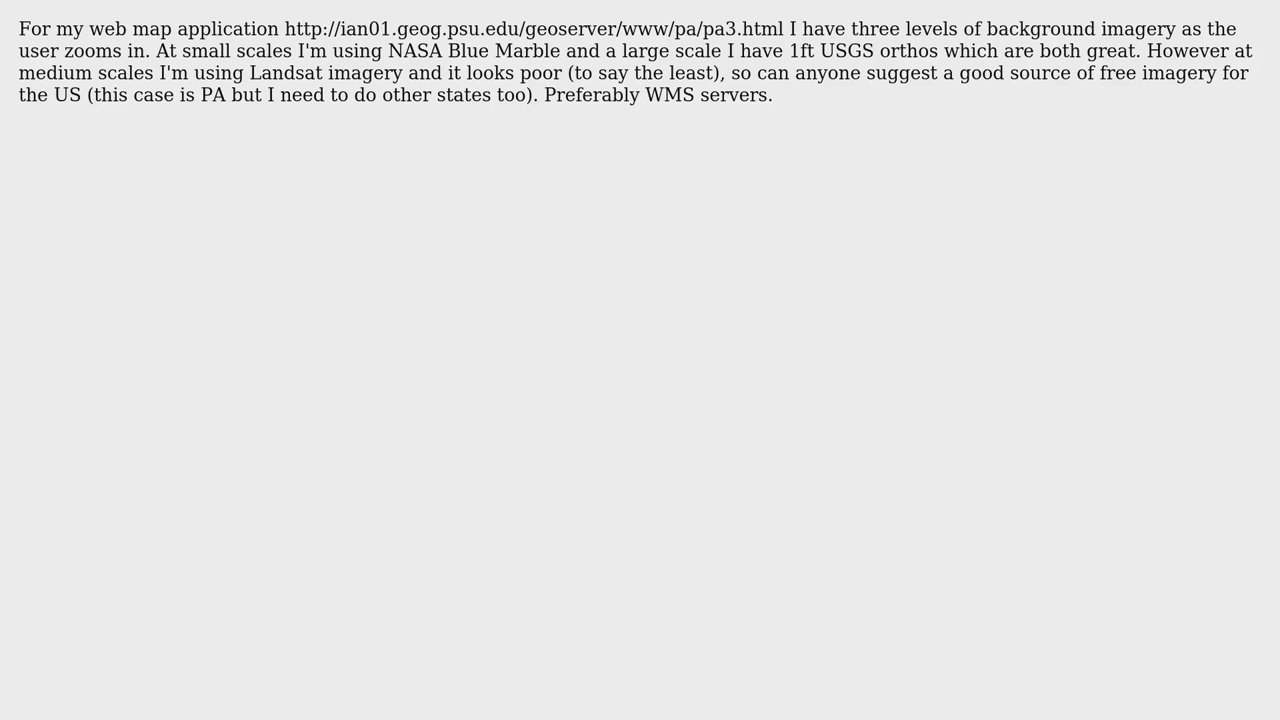 For my web map application http://ian01.geog.psu.edu/geoserver/www/pa/pa3.html I have three levels of background imagery as the
user zooms in. At small scales I'm using NASA Blue Marble and a large scale I have 1ft USGS orthos which are both great. However at
medium scales I'm using Landsat imagery and it looks poor (to say the least), so can anyone suggest a good source of free imagery for
the US (this case is PA but I need to do other states too). Preferably WMS servers.